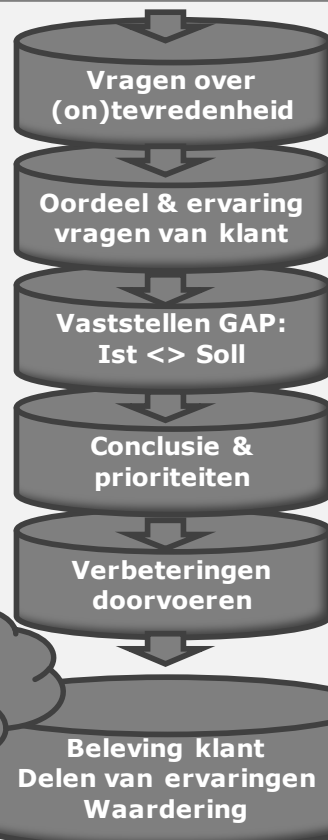 Vragen over
(on)tevredenheid
Oordeel & ervaring
vragen van klant
Vaststellen GAP:
Ist <> Soll
Conclusie &
prioriteiten
Verbeteringen
doorvoeren
Beleving klant
Delen van ervaringen
Waardering